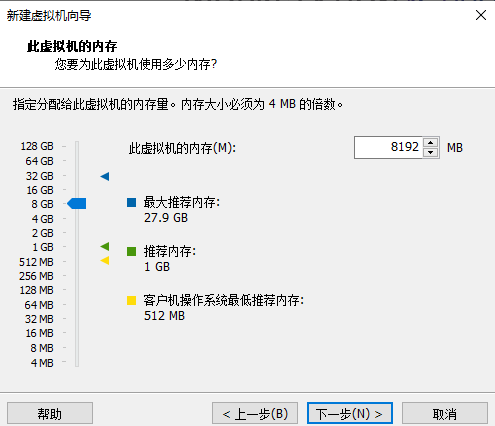 新建虚拟机向导
此虚拟机的内存
您要为此虚拟机使用多少内存?
指定分配给此虚拟机的内存量。内存大小必须为 4 MB 的倍数。
128 GB
64 GB
32 GB
16 GB
8 GB
4 GB
2 GB
1 GB
512 MB
256 MB
128 MB
64 MB
32 MB
16 MB
8 MB
4 MB
此虚拟机的内存(M):
8192 MB
最大推荐内存:
27.9 GB
推荐内存:
1 GB
客户机操作系统最低推荐内存:
512 MB
帮助
< 上一步(B)
下一步(N) >
取消